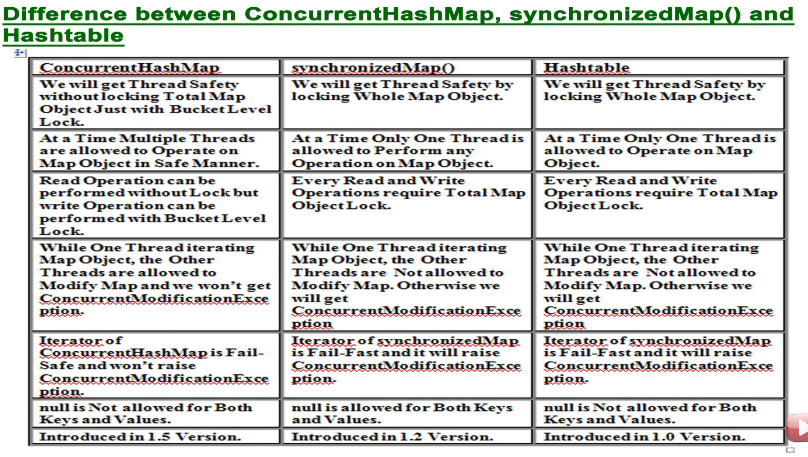 Difference between ConcurrentHashMap, synchronizedMap() and
Hashtable
ConcurrentHashMap
We will get Thread Safety
without locking Total Map
Object Just with Bucket Level
Lock.
At a Time Multiple Threads
are allowed to Operate on
Map Object in Safe Manner.
Read Operation can be
performed without Lock but
write Operation can be
performed with Bucket Level
Lock.
While One Thread iterating
Map Object, the Other
Threads are allowed to
Modify Map and we won't get
ConcurrentModificationExce
ption.
Iterator of
ConcurrentHashMap is Fail-
Safe and won't raise
ConcurrentModificationExce
ption.
null is Not allowed for Both
Keys and Values.
Introduced in 1.5 Version.
synchronizedMap()
We will get Thread Safety by
locking Whole Map Object.
At a Time Only One Thread is
allowed to Perform any
Operation on Map Object.
Every Read and Write
Operations require Total Map
Object Lock.
While One Thread iterating
Map Object, the Other
Threads are Not allowed to
Modify Map. Otherwise we
will get
ConcurrentModificationExce
ption
Iterator of synchronizedMap
is Fail-Fast and it will raise
ConcurrentModificationExce
ption.
null is allowed for Both Keys
and Values.
Introduced in 1.2 Version.
Hashtable
We will get Thread Safety by
locking Whole Map Object.
At a Time Only One Thread is
allowed to Operate on Map
Object.
Every Read and Write
Operations require Total Map
Object Lock.
While One Thread iterating
Map Object, the Other
Threads are Not allowed to
Modify Map. Otherwise we
will get
ConcurrentModificationExce
ption
Iterator of synchronizedMap
is Fail-Fast and it will raise
ConcurrentModificationExce
ption.
null is Not allowed for Both
Keys and Values.
Introduced in 1.0 Version.